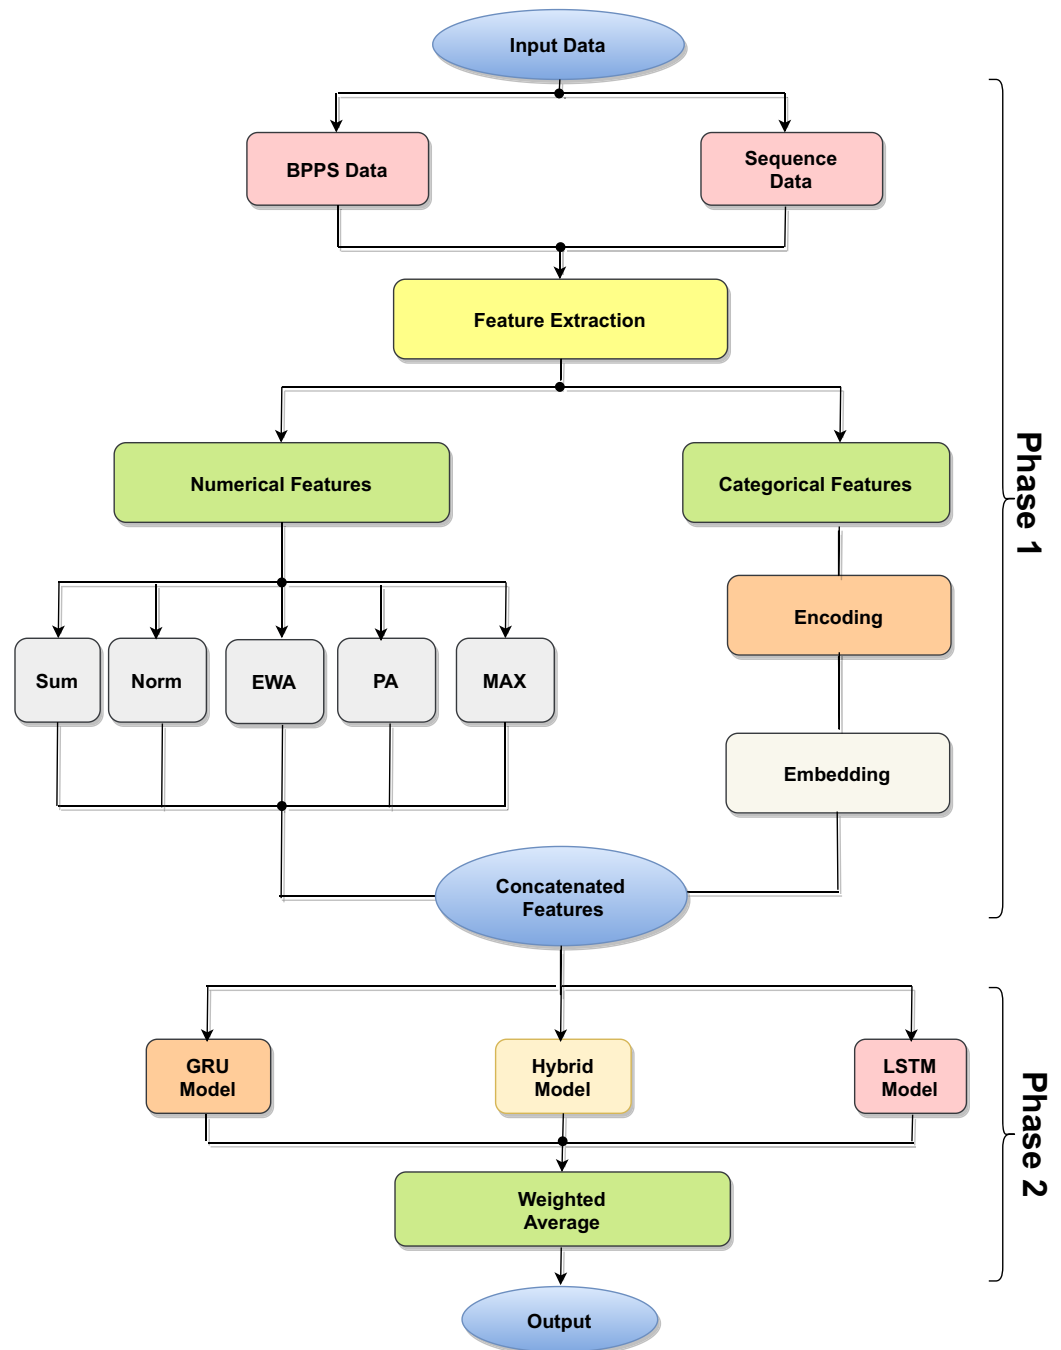 Input Data
BPPS Data
Sequence
Data
Feature Extraction
Numerical Features
Categorical Features
Phase 1
Encoding
Sum
Norm
EWA
PA
MAX
Embedding
Concatenated
Features
GRU
Model
Hybrid
Model
LSTM
Model
Phase 2
Weighted
Average
Output